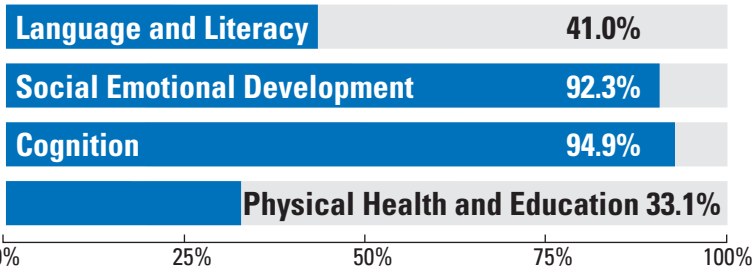 Language and Literacy 41.0%
Social Emotional Development 92.3%
Cognition 94.9%
Physical Health and Education 33.1%
0% 25% 50% 75% 100%